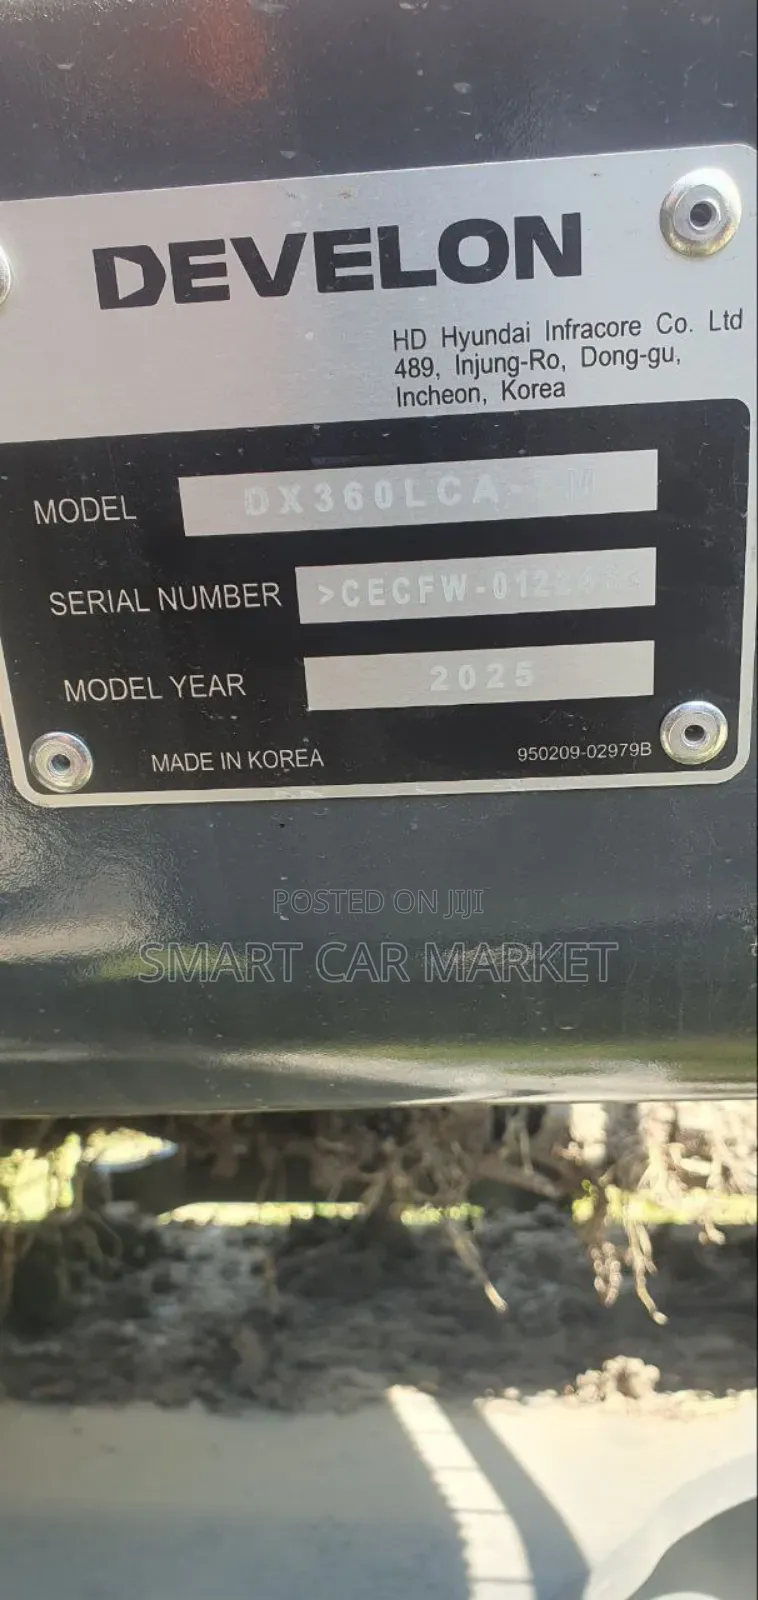 DEVELON
HD Hyundai Infracore Co. Ltd
489, Injung-Ro, Dong-gu,
Incheon, Korea
MODEL DX360LCA-
SERIAL NUMBER
MODEL YEAR 2025
MADE IN KOREA 950209-02979B
POSTED ON JIJI
SMART CAR MARKET